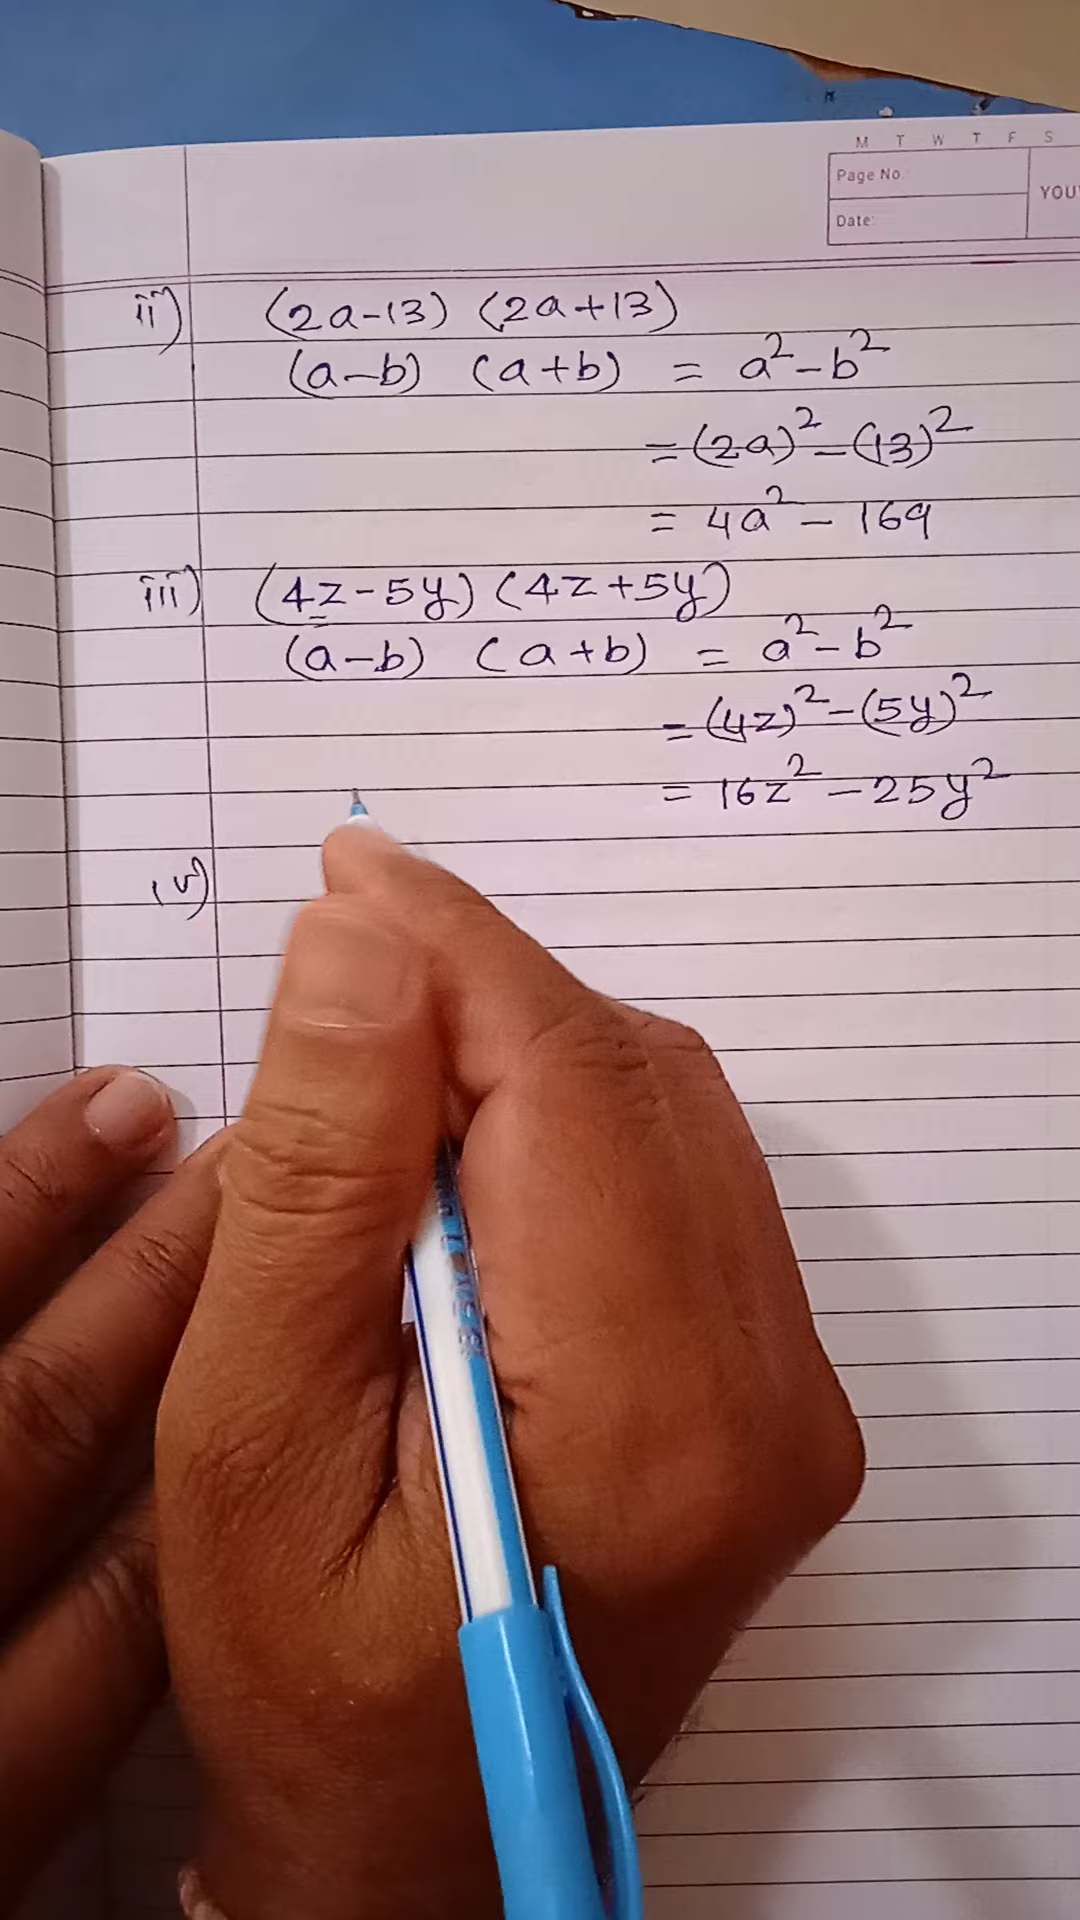 M T W T F S
Page No.
YOU
Date:
ii) (2a-13) (2a+13)
(a-b) (a+b) = a²-b²
= (2a)²-(13)²
= 4a²-169
iii) (4z-5y) (4z+5y)
(a-b) (a+b) = a²-b²
= (4z)²-(5y)²
= 16z²-25y²
iv)